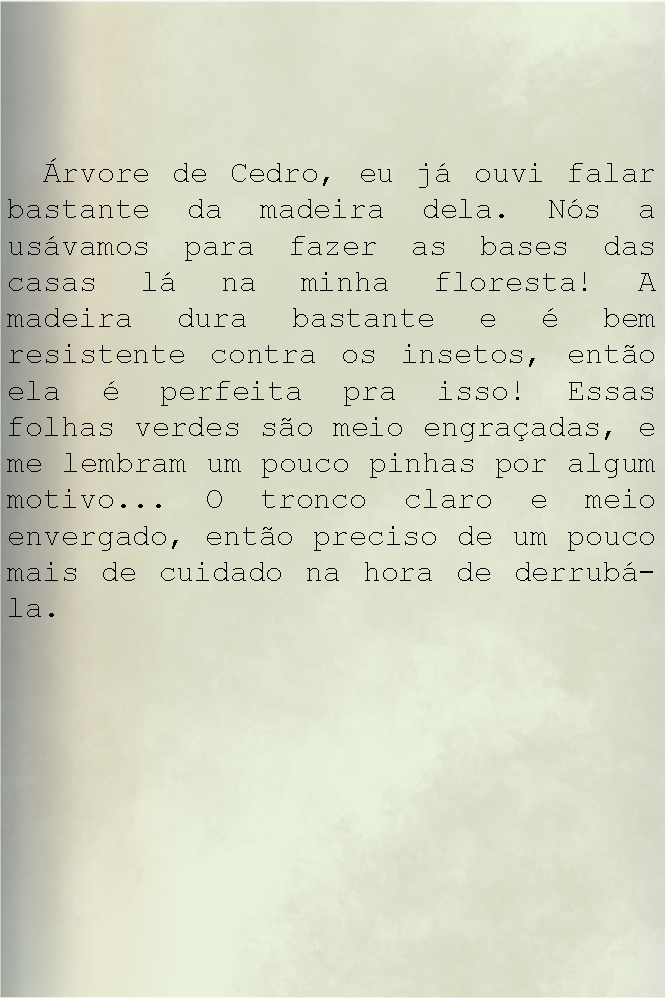 Árvore de Cedro, eu já ouvi falar
bastante da madeira dela. Nós a
usávamos para fazer as bases das
casas lá na minha floresta! A
madeira dura bastante e é bem
resistente contra os insetos, então
ela é perfeita pra isso! Essas
folhas verdes são meio engraçadas, e
me lembram um pouco pinhas por algum
motivo... O tronco claro e meio
envergado, então preciso de um pouco
mais de cuidado na hora de derrubá-
la.